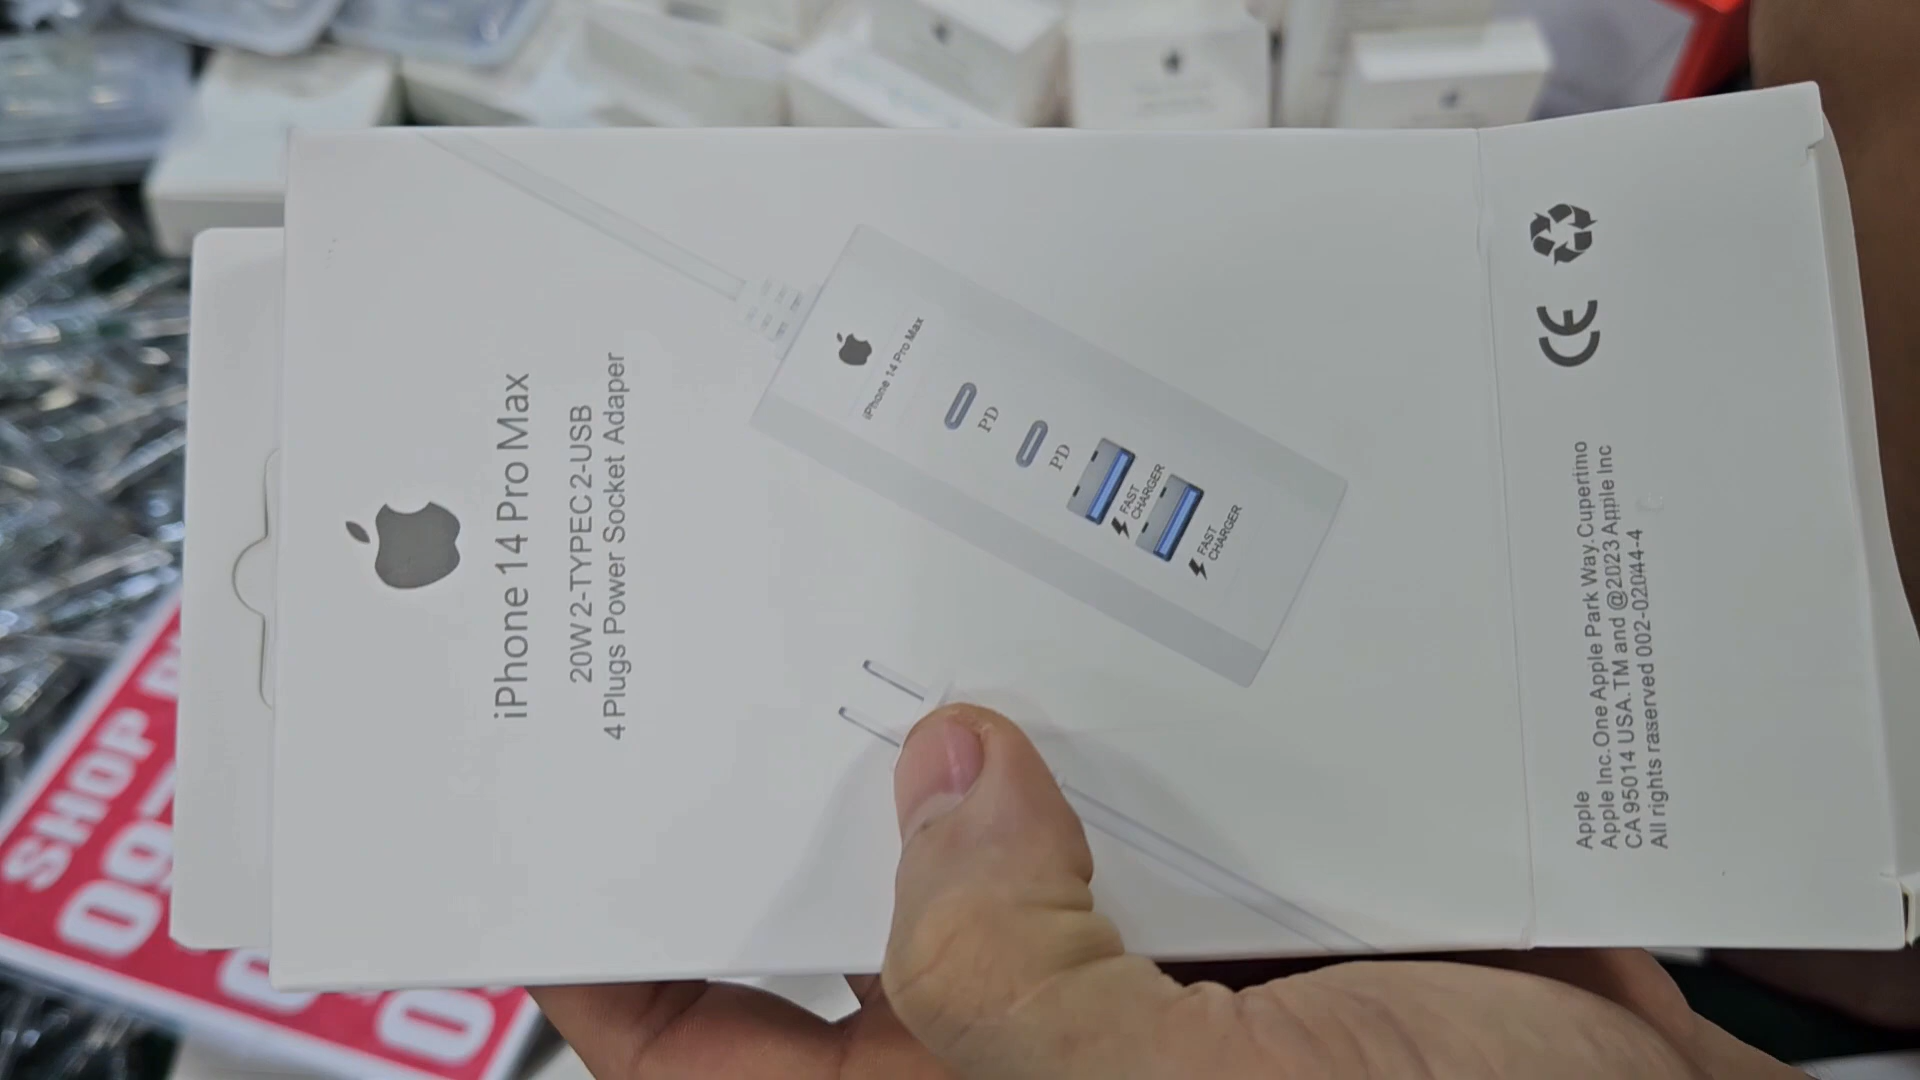 iPhone 14 Pro Max
20W 2-TYPEC 2-USB
4 Plugs Power Socket Adaper
iPhone 14 Pro Max
PD
PD
FAST
CHARGER
FAST
CHARGER
CE
Apple
Apple Inc.One Apple Park Way.Cuperimo
CA 95014 USA.TM and @2023 Apple Inc
All rights raserved 002-02044-4
SHOP